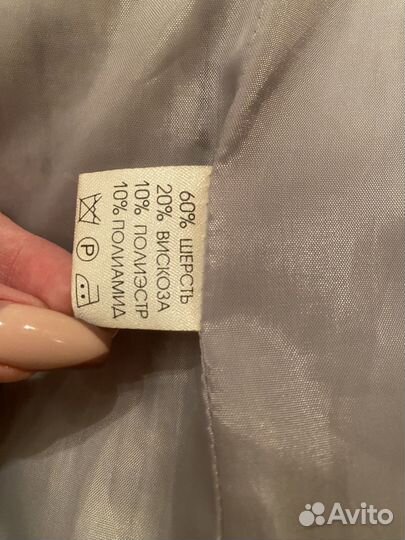 60% ШЕРСТЬ
20% ВИСКОЗА
10% ПОЛИЭСТР
10% ПОЛИАМИД
P
Avito